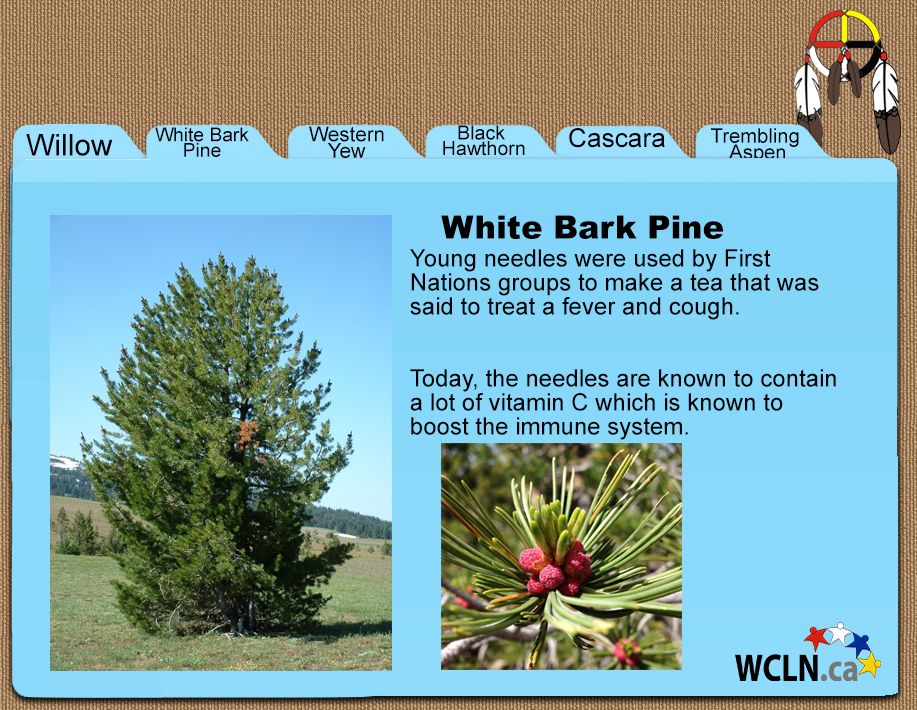 Willow
White Bark
Pine
Western
Yew
Black
Hawthorn
Cascara
Trembling
Aspen
White Bark Pine
Young needles were used by First
Nations groups to make a tea that was
said to treat a fever and cough.
Today, the needles are known to contain
a lot of vitamin C which is known to
boost the immune system.
WCLN.ca